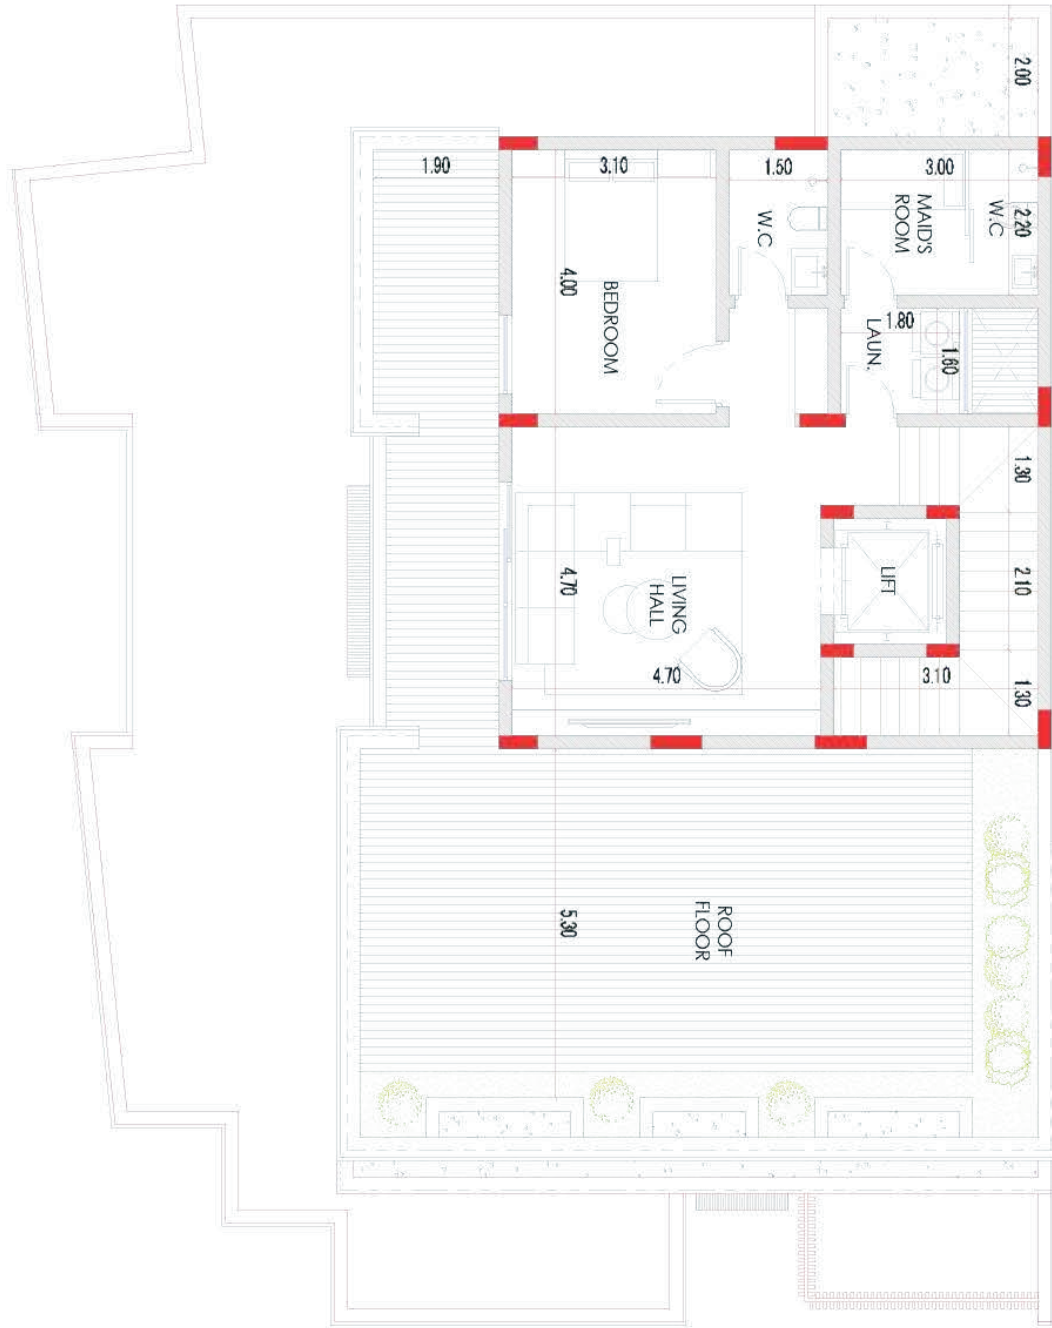 2.00
1.90
3.10
1.50
3.00
W.C
MAID'S
ROOM
W.C
2.20
4.00
BEDROOM
LAUN.
1.80
1.60
1.30
LIFT
2.10
4.70
LIVING
HALL
4.70
3.10
1.30
5.30
ROOF
FLOOR